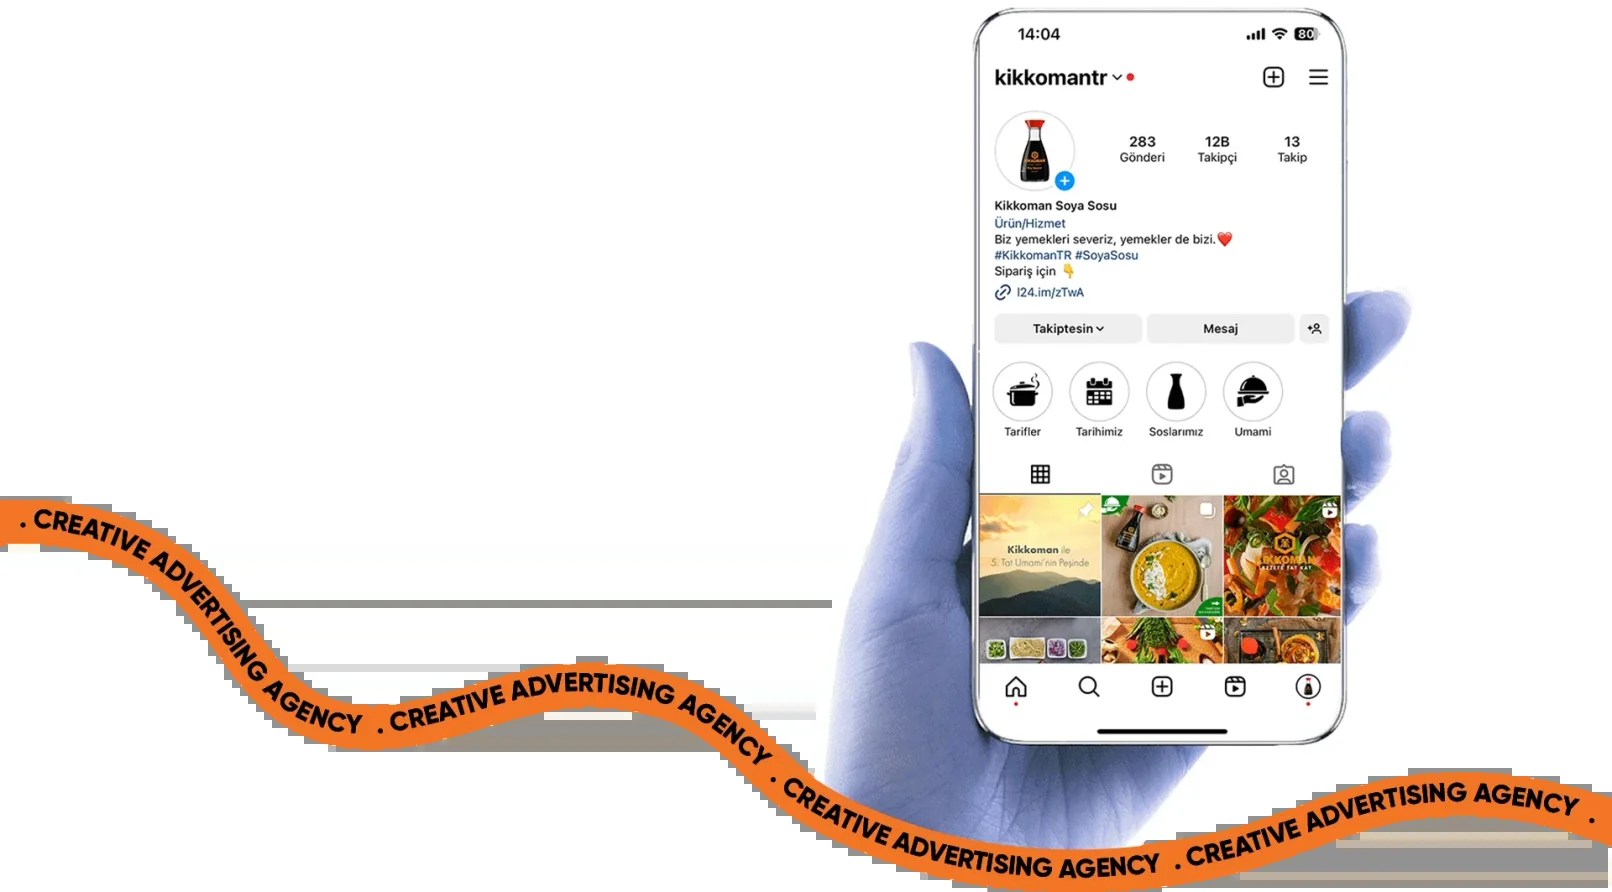 14:04
80
kikkomantr
283
12B
13
Gönderi
Takipçi
Takip
Kikkoman Soya Sosu
Ürün/Hizmet
Biz yemekleri severiz, yemekler de bizi.❤️
#KikkomanTR #SoyaSosu
Sipariş için 👇
l24.im/zTwA
Takiptesin
Mesaj
Tarifler
Tarihimiz
Soslarımız
Umami
Kikkoman ile
5. Tat Umami'nin Peşinde
KIKKOMAN
LEZZETE TAT KAT
. CREATIVE ADVERTISING AGENCY . CREATIVE ADVERTISING AGENCY . CREATIVE ADVERTISING AGENCY . CREATIVE ADVERTISING AGENCY .